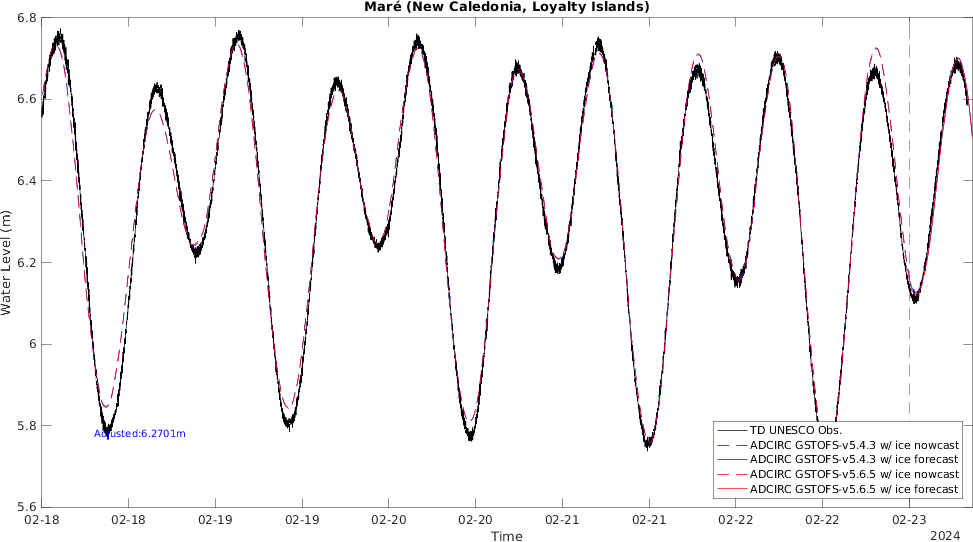 Maré (New Caledonia, Loyalty Islands)
6.8
6.6
6.4
6.2
6
5.8
5.6
Water Level (m)
Adjusted:6.2701m
TD UNESCO Obs.
ADCIRC GSTOFS-v5.4.3 w/ ice nowcast
ADCIRC GSTOFS-v5.4.3 w/ ice forecast
ADCIRC GSTOFS-v5.6.5 w/ ice nowcast
ADCIRC GSTOFS-v5.6.5 w/ ice forecast
02-18 02-18 02-19 02-19 02-20 02-20 02-21 02-21 02-22 02-22 02-23
Time
2024